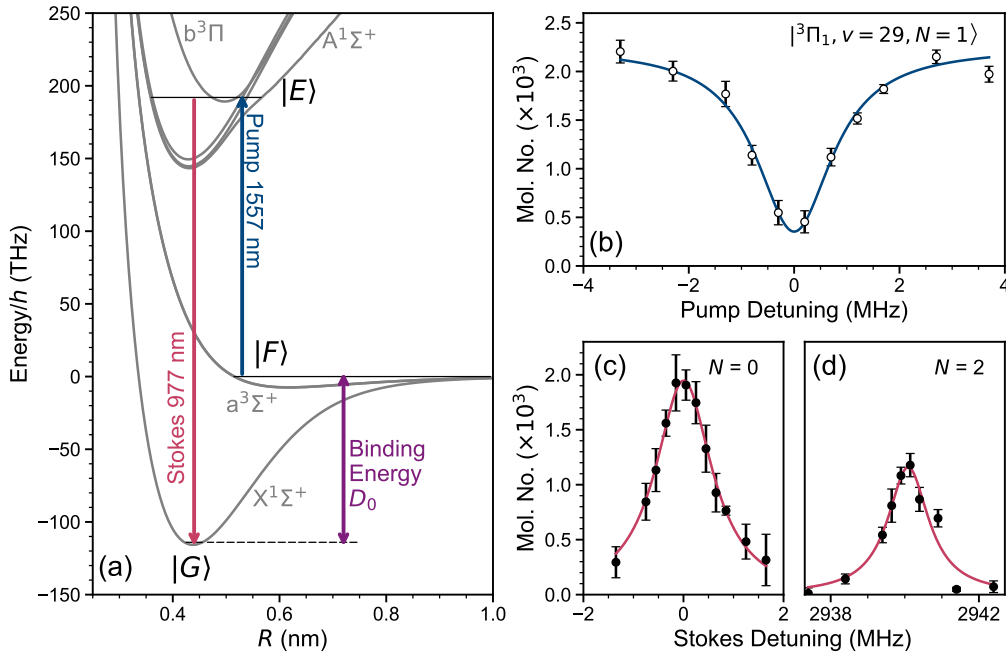 b³Π
A¹Σ⁺
|E⟩
Pump 1557 nm
Stokes 977 nm
|F⟩
a³Σ⁺
Binding
Energy
D₀
X¹Σ⁺
|G⟩
(a)
250
200
150
100
50
0
−50
−100
−150
Energy/h (THz)
0.4
0.6
0.8
1.0
R (nm)
|³Π₁, v = 29, N = 1⟩
(b)
2.5
2.0
1.5
1.0
0.5
0.0
Mol. No. (×10³)
−4
−2
0
2
4
Pump Detuning (MHz)
(c)
N = 0
2.0
1.5
1.0
0.5
0.0
Mol. No. (×10³)
−2
0
2
(d)
N = 2
2938
2942
Stokes Detuning (MHz)